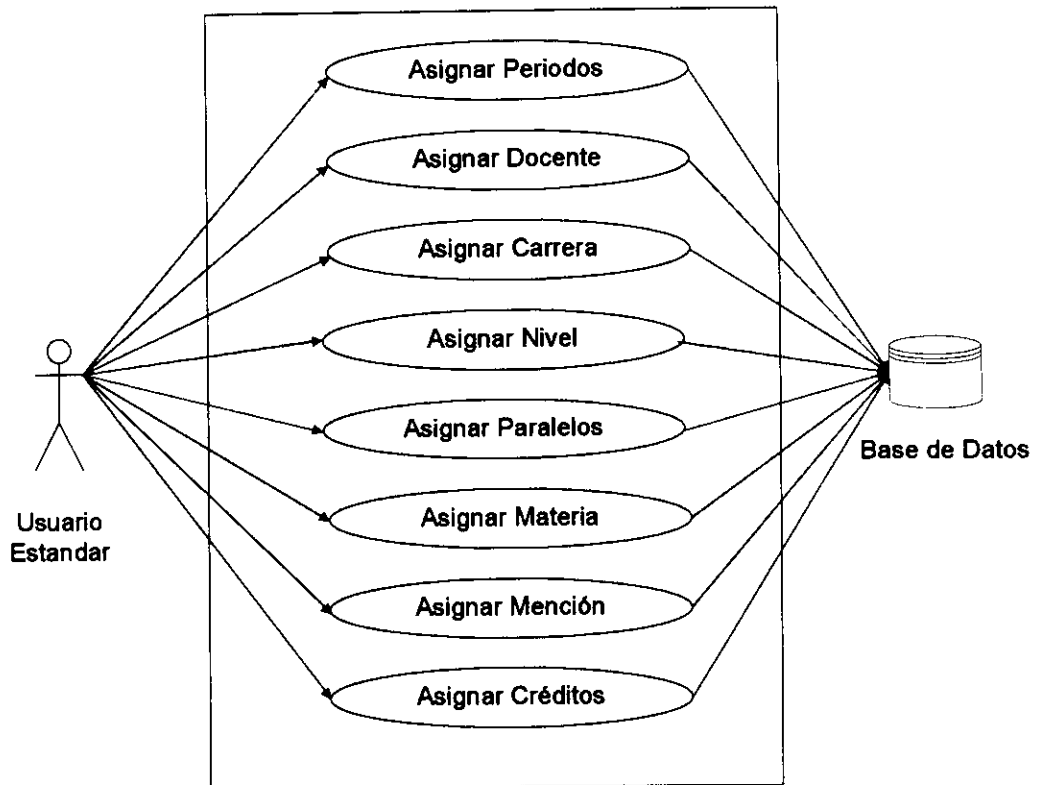 Asignar Periodos
Asignar Docente
Asignar Carrera
Asignar Nivel
Asignar Paralelos
Asignar Materia
Asignar Mención
Asignar Créditos
Usuario
Estandar
Base de Datos